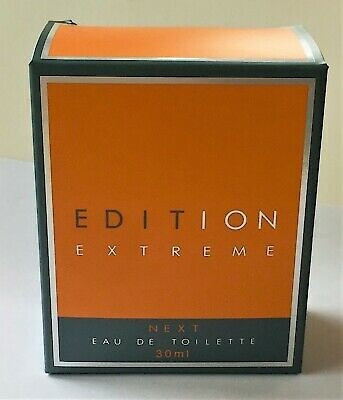 EDITION
EXTREME
NEXT
EAU DE TOILETTE
30ml